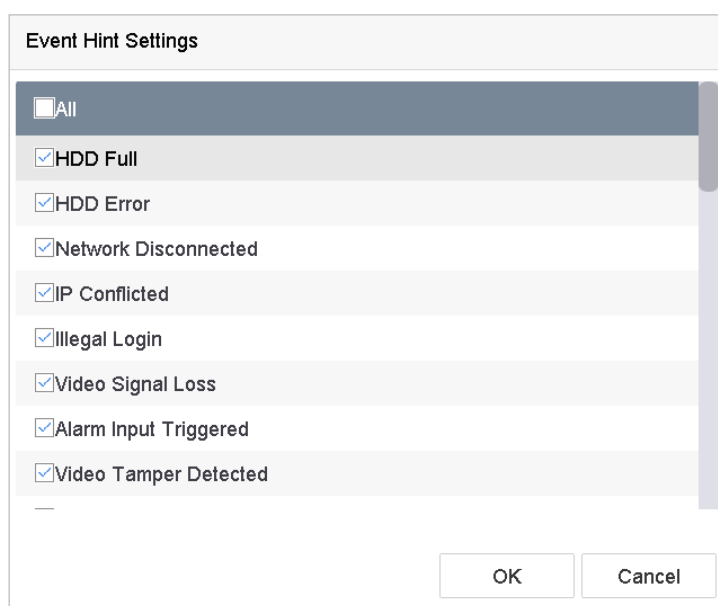 Event Hint Settings
All
HDD Full
HDD Error
Network Disconnected
IP Conflicted
Illegal Login
Video Signal Loss
Alarm Input Triggered
Video Tamper Detected
OK Cancel